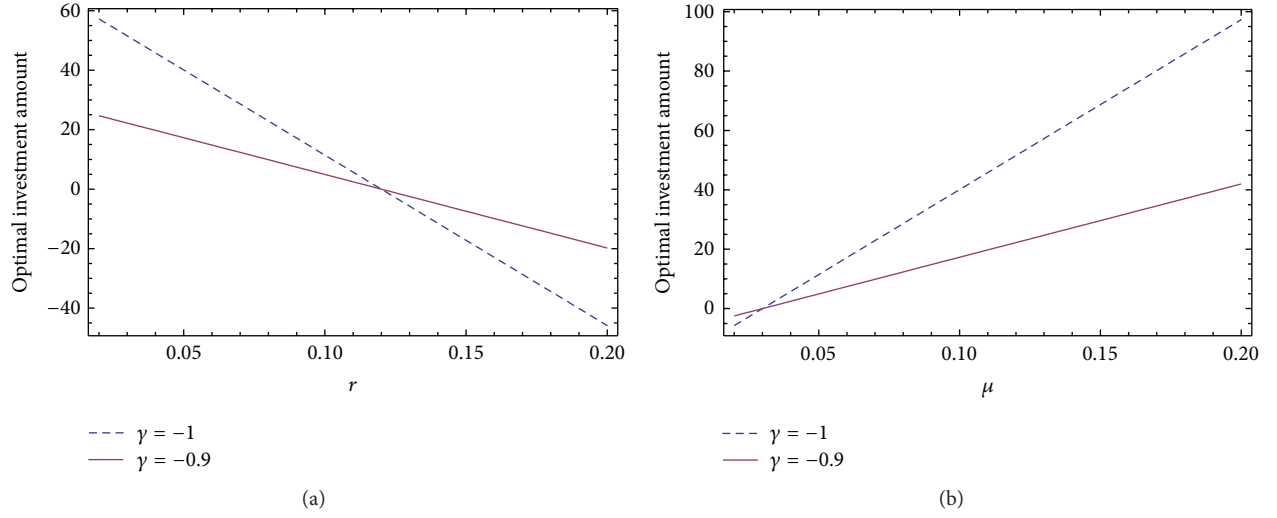 Optimal investment amount
60
40
20
0
−20
−40
0.05 0.10 0.15 0.20
r
γ = −1
γ = −0.9
(a)
Optimal investment amount
100
80
60
40
20
0
0.05 0.10 0.15 0.20
μ
γ = −1
γ = −0.9
(b)